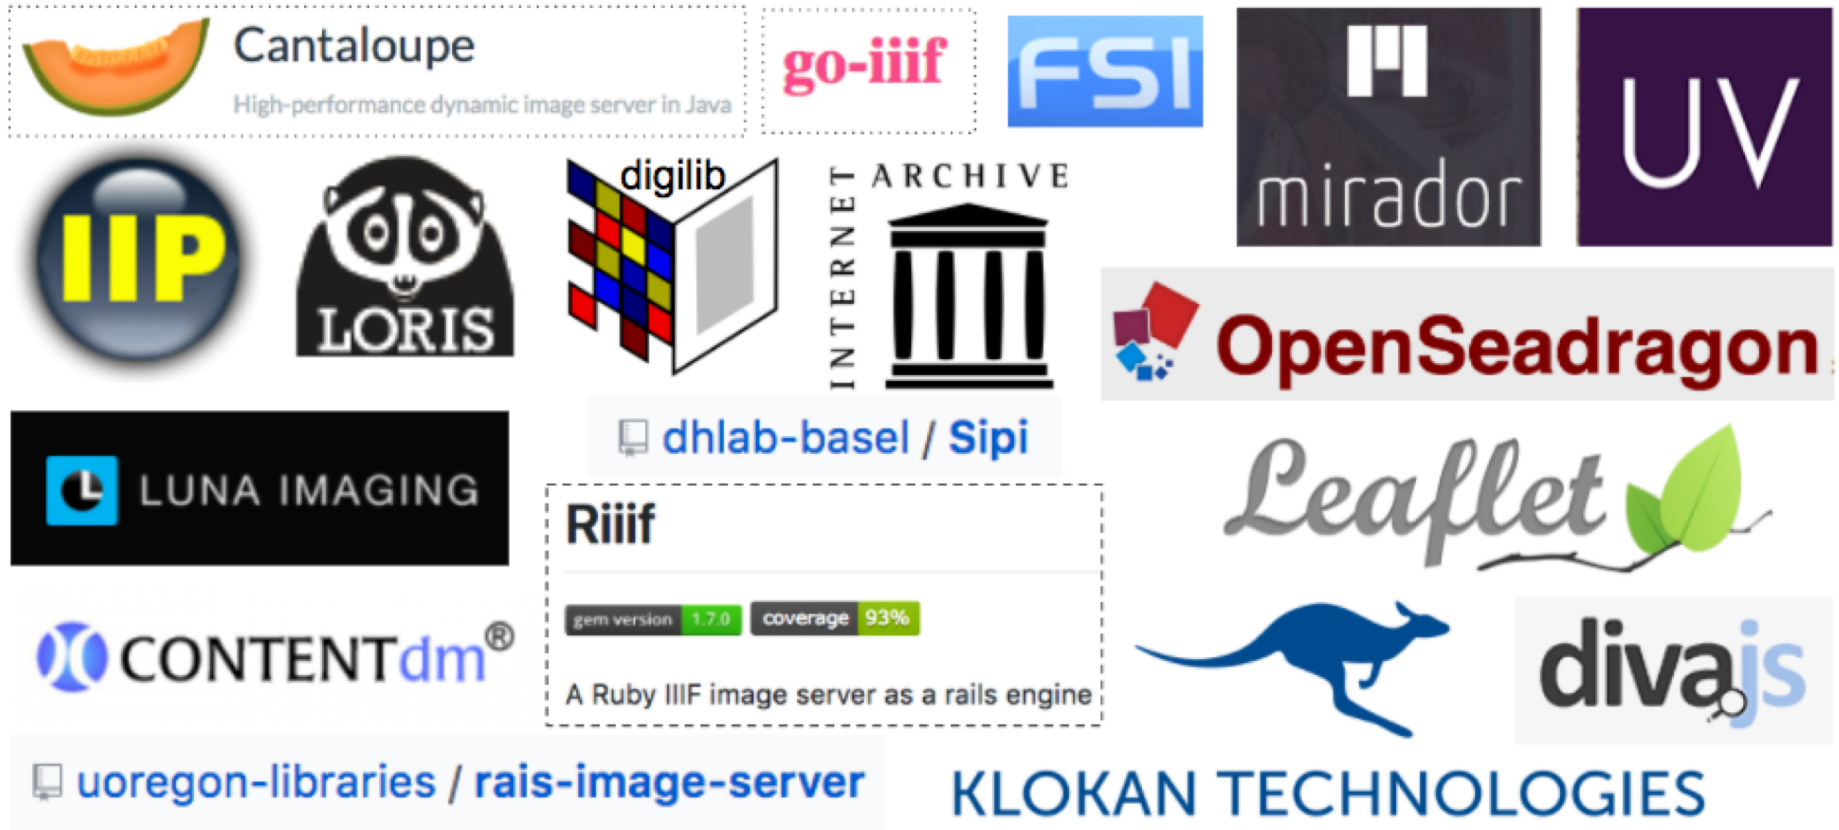 Cantaloupe
High-performance dynamic image server in Java
go-iiif
FSI
mirador
UV
IIP
LORIS
digilib
INTERNET
ARCHIVE
OpenSeadragon
LUNA IMAGING
dhlab-basel / Sipi
Leaflet
Riiif
gem version 1.7.0 coverage 93%
A Ruby IIIF image server as a rails engine
CONTENTdm®
divajs
uoregon-libraries / rais-image-server
KLOKAN TECHNOLOGIES